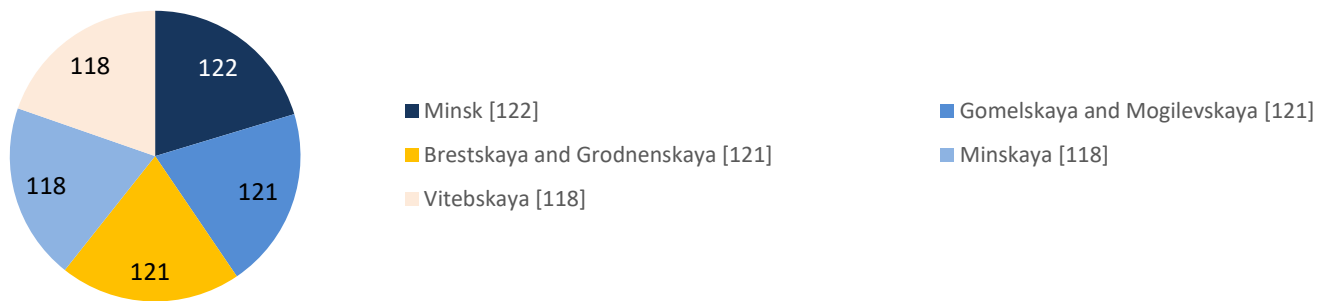 118
122
118
121
121
Minsk [122]
Gomelskaya and Mogilevskaya [121]
Brestskaya and Grodnenskaya [121]
Minskaya [118]
Vitebskaya [118]